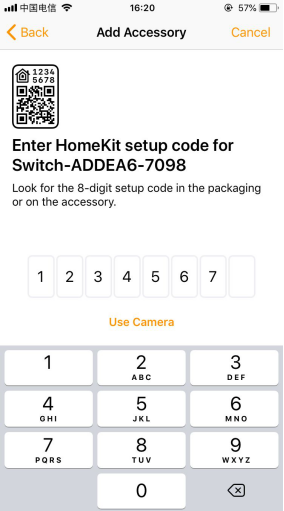 中国电信 16:20 57%
Back Add Accessory Cancel
1234
5678
Enter HomeKit setup code for
Switch-ADDEA6-7098
Look for the 8-digit setup code in the packaging
or on the accessory.
1 2 3 4 5 6 7
Use Camera
1 2 3
ABC DEF
4 5 6
GHI JKL MNO
7 8 9
PQRS TUV WXYZ
0